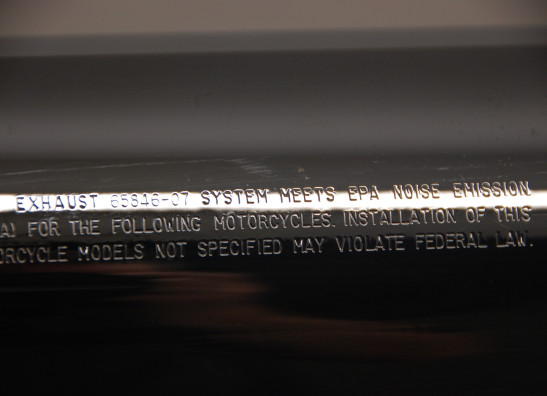 EXHAUST 65846-07 SYSTEM MEETS EPA NOISE EMISSION
A) FOR THE FOLLOWING MOTORCYCLES. INSTALLATION OF THIS
ORCYCLE MODELS NOT SPECIFIED MAY VIOLATE FEDERAL LAW.